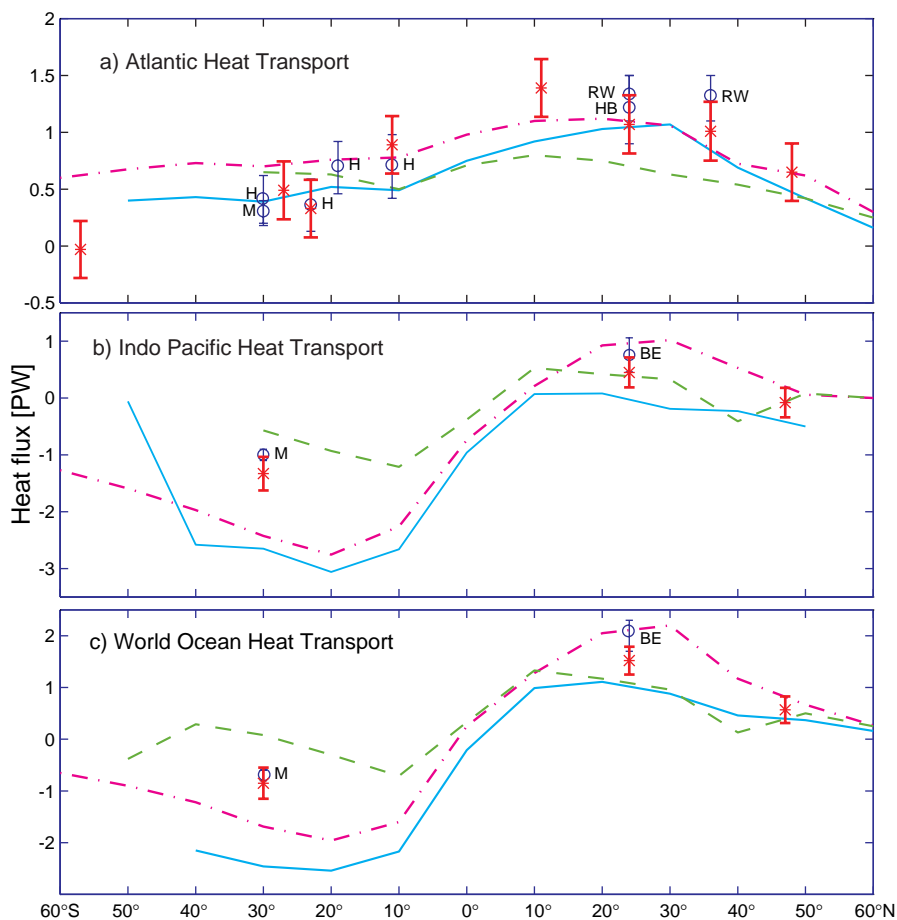 2
1.5
1
0.5
0
-0.5
a) Atlantic Heat Transport
RW
HB
RW
H
H
H
M
H
1
0
-1
-2
-3
b) Indo Pacific Heat Transport
BE
M
Heat flux [PW]
2
1
0
-1
-2
c) World Ocean Heat Transport
BE
M
60°S 50° 40° 30° 20° 10° 0° 10° 20° 30° 40° 50° 60°N